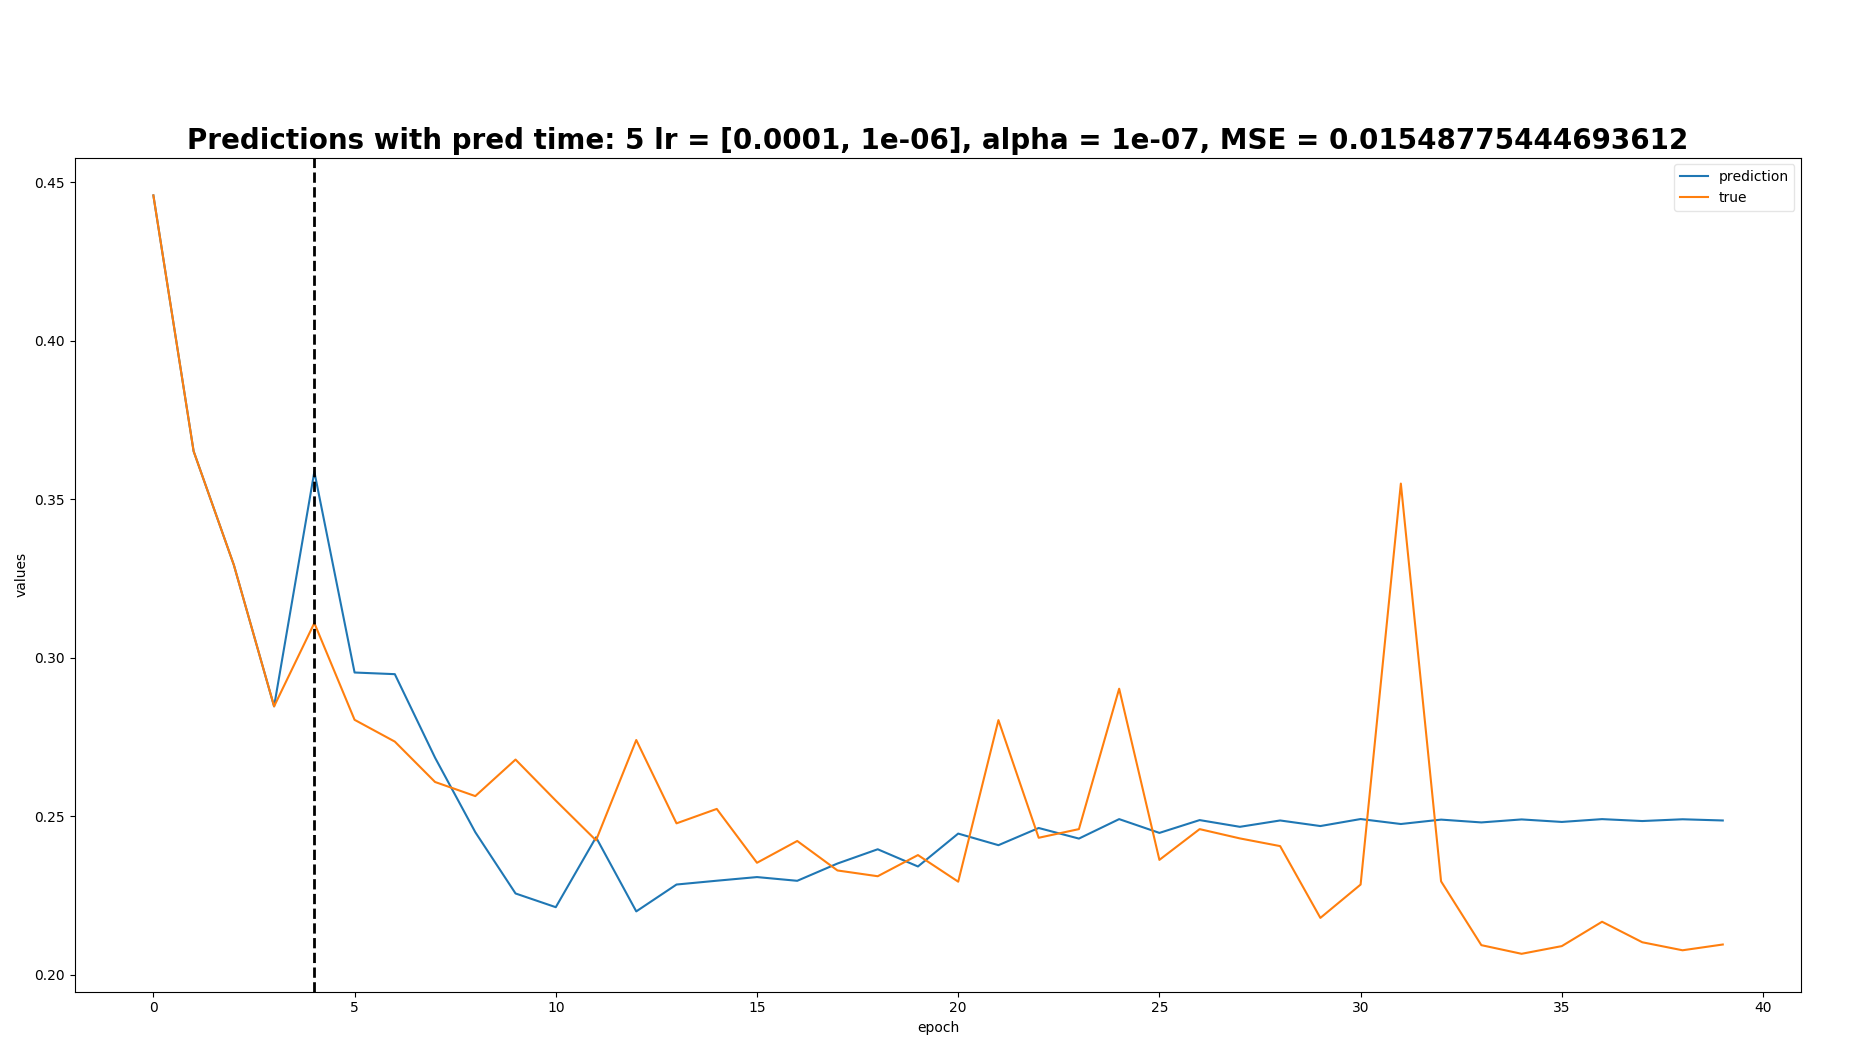 Predictions with pred time: 5 lr = [0.0001, 1e-06], alpha = 1e-07, MSE = 0.01548775444693612
prediction
true
0.45
0.40
0.35
0.30
0.25
0.20
values
0 5 10 15 20 25 30 35 40
epoch